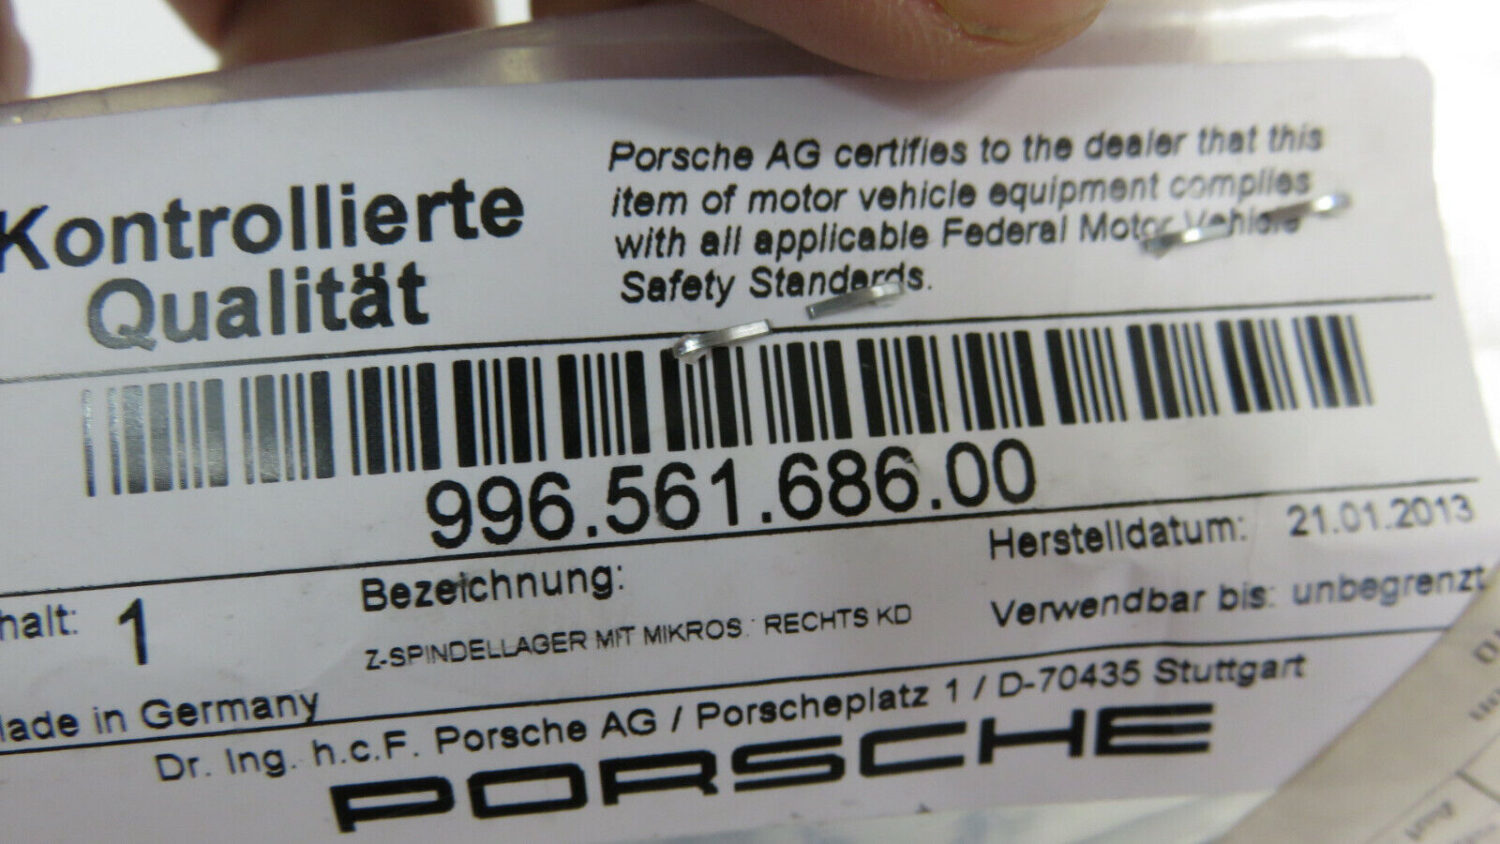 Kontrollierte
Qualität
Porsche AG certifies to the dealer that this
item of motor vehicle equipment complies
with all applicable Federal Motor Vehicle
Safety Standards.
996.561.686.00
Herstelldatum: 21.01.2013
halt: 1
Bezeichnung:
Verwendbar bis: unbegrenzt
Z-SPINDELLAGER MIT MIKROS.: RECHTS KD
ade in Germany
Dr. Ing. h.c.F. Porsche AG / Porscheplatz 1 / D-70435 Stuttgart
PORSCHE